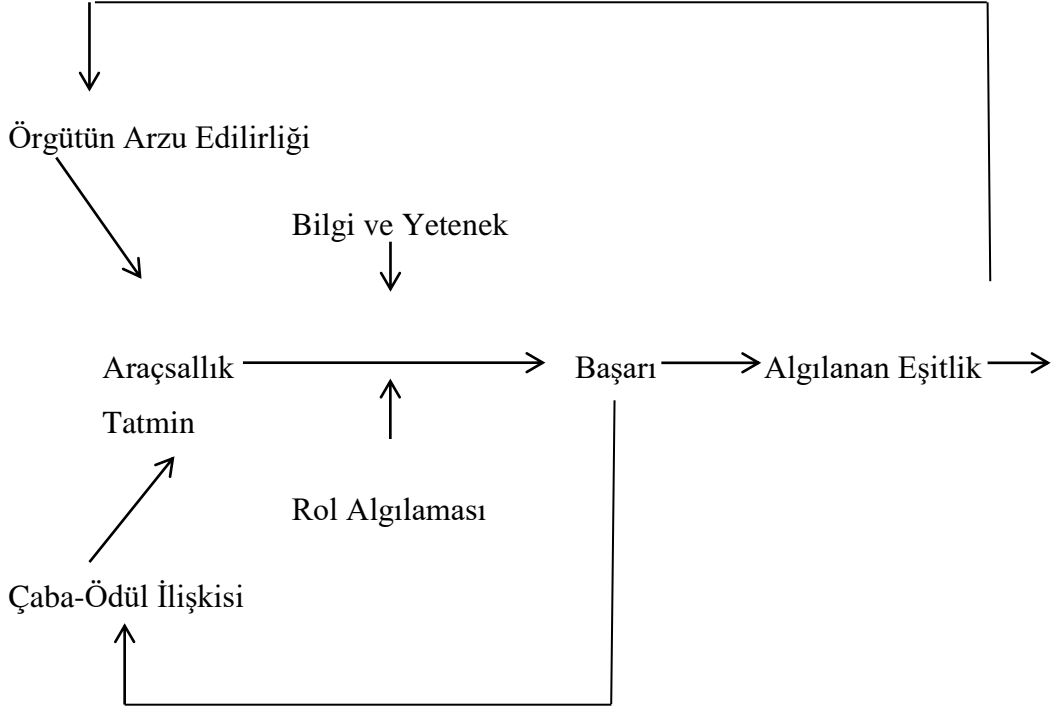 Örgütün Arzu Edilirliği
Bilgi ve Yetenek
Araçsallık Başarı Algılanan Eşitlik
Tatmin
Rol Algılaması
Çaba-Ödül İlişkisi